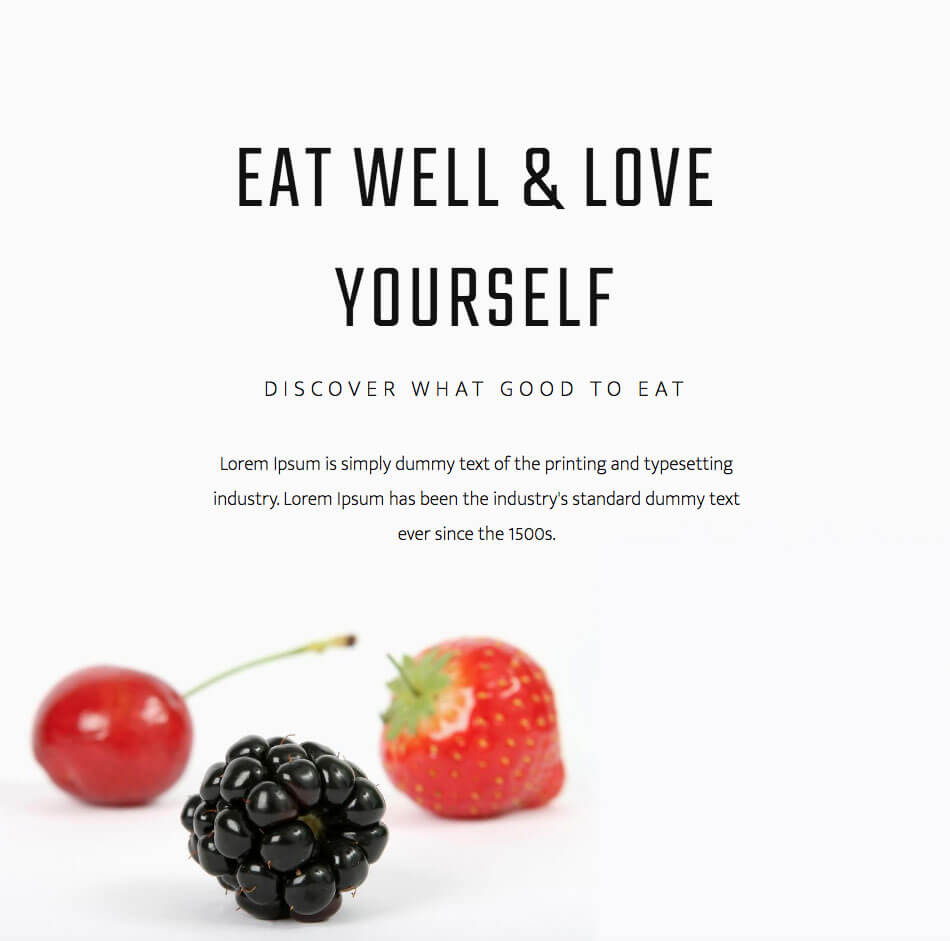 EAT WELL & LOVE
YOURSELF
DISCOVER WHAT GOOD TO EAT
Lorem Ipsum is simply dummy text of the printing and typesetting
industry. Lorem Ipsum has been the industry's standard dummy text
ever since the 1500s.